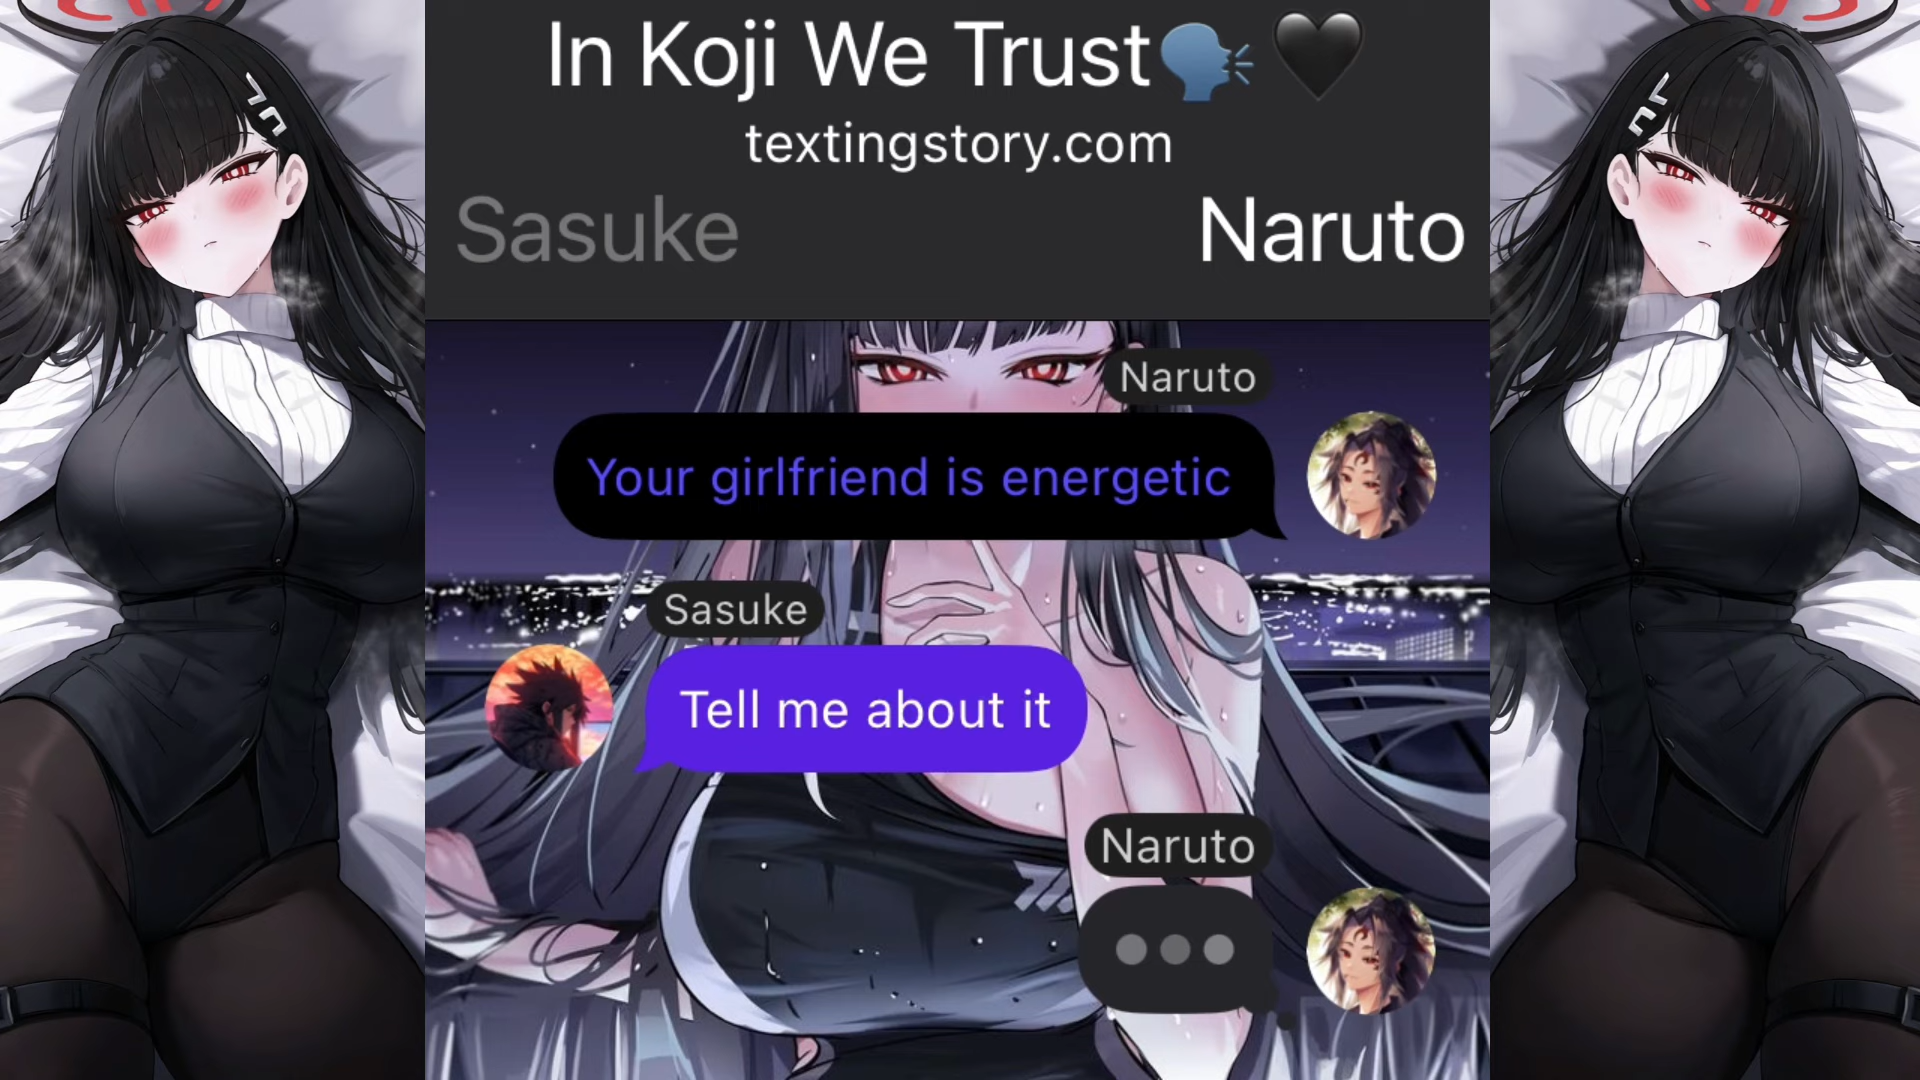 In Koji We Trust🗣️🖤
textingstory.com
Sasuke
Naruto
Naruto
Your girlfriend is energetic
Sasuke
Tell me about it
Naruto